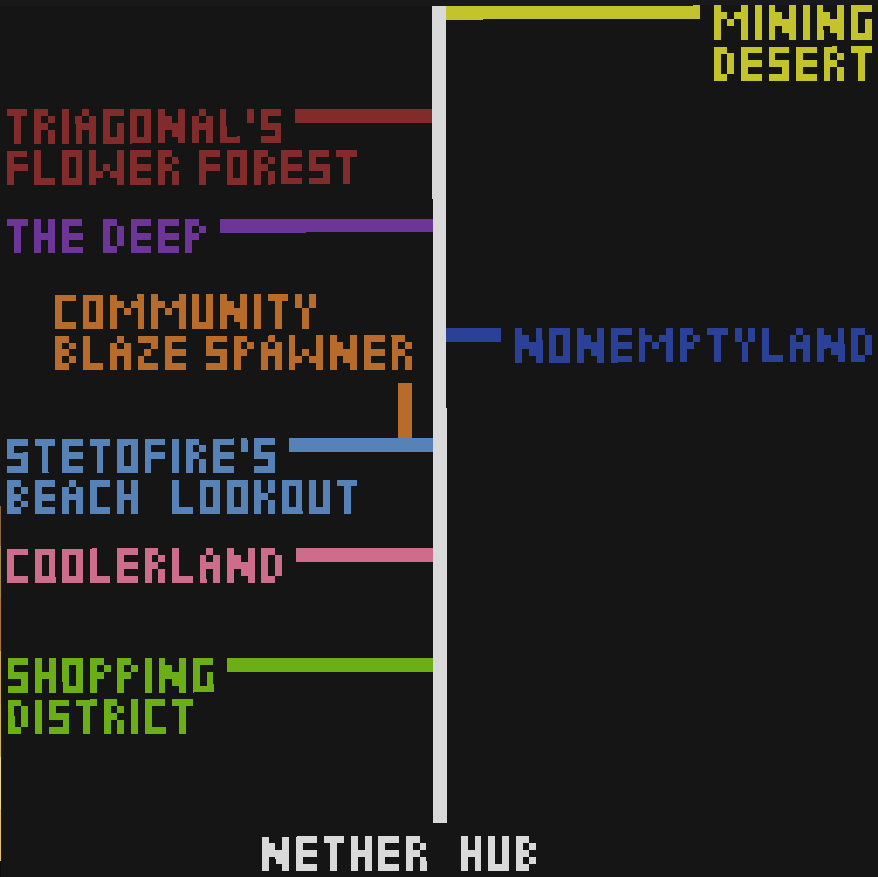 MINING
DESERT
TRIAGONAL'S
FLOWER FOREST
THE DEEP
COMMUNITY
BLAZE SPAWNER
NONEMPTYLAND
STETOFIRE'S
BEACH LOOKOUT
COOLERLAND
SHOPPING
DISTRICT
NETHER HUB